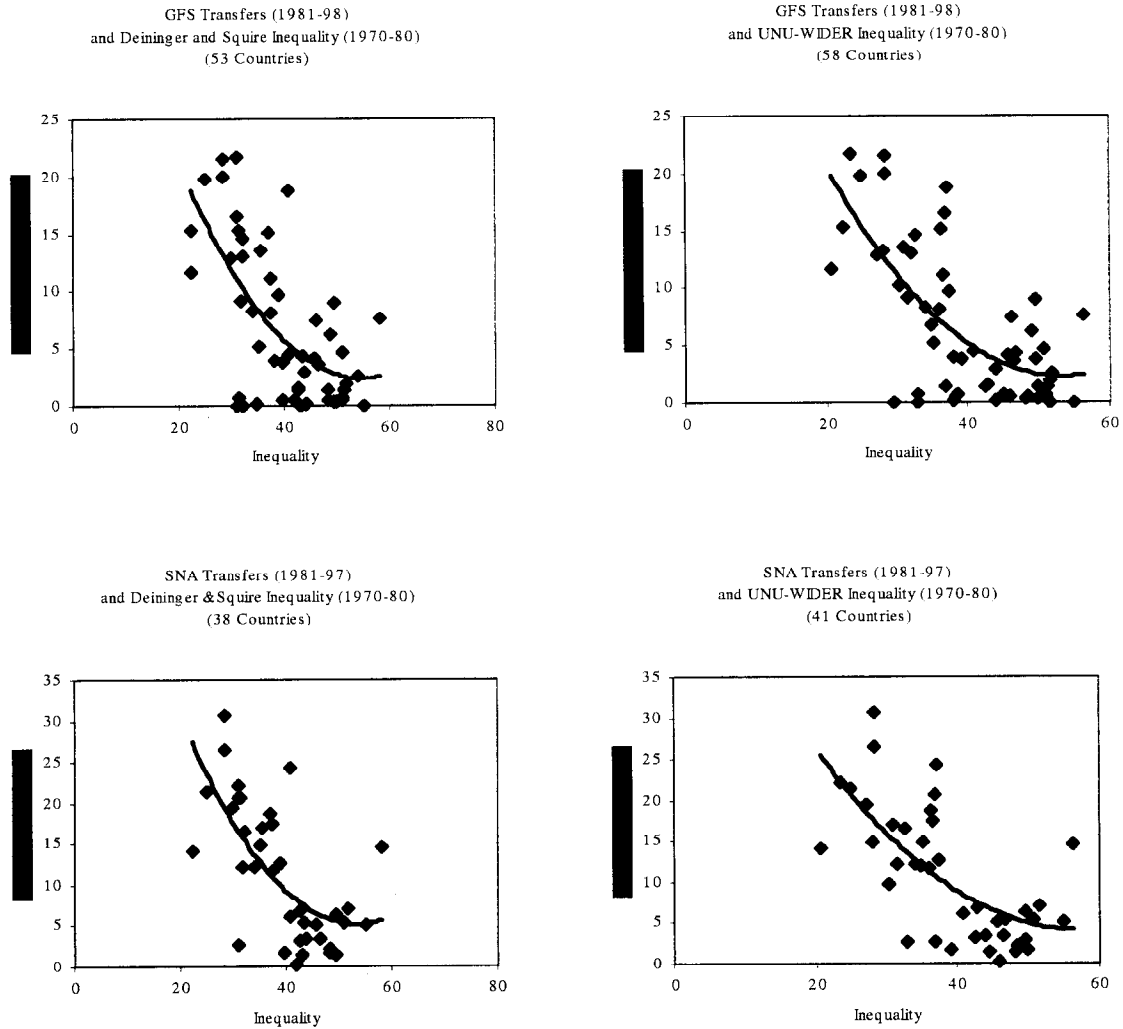 GFS Transfers (1981-98)
and Deininger and Squire Inequality (1970-80)
(53 Countries)
25
20
15
10
5
0
0 20 40 60 80
Inequality
GFS Transfers (1981-98)
and UNU-WIDER Inequality (1970-80)
(58 Countries)
25
20
15
10
5
0
0 20 40 60
Inequality
SNA Transfers (1981-97)
and Deininger &Squire Inequality (1970-80)
(38 Countries)
35
30
25
20
15
10
5
0
0 20 40 60 80
Inequality
SNA Transfers (1981-97)
and UNU-WIDER Inequality (1970-80)
(41 Countries)
35
30
25
20
15
10
5
0
0 20 40 60
Inequality